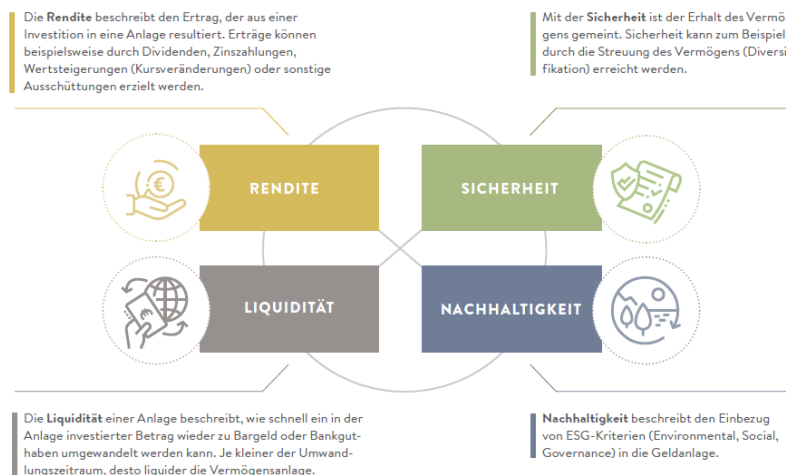 Die Rendite beschreibt den Ertrag, der aus einer
Investition in eine Anlage resultiert. Erträge können
beispielsweise durch Dividenden, Zinszahlungen,
Wertsteigerungen (Kursveränderungen) oder sonstige
Ausschüttungen erzielt werden.
Mit der Sicherheit ist der Erhalt des Vermö
gens gemeint. Sicherheit kann zum Beispiel
durch die Streuung des Vermögens (Diversi
fikation) erreicht werden.
RENDITE
SICHERHEIT
LIQUIDITÄT
NACHHALTIGKEIT
Die Liquidität einer Anlage beschreibt, wie schnell ein in der
Anlage investierter Betrag wieder zu Bargeld oder Bankgut-
haben umgewandelt werden kann. Je kleiner der Umwand-
lungszeitraum, desto liquider die Vermögensanlage.
Nachhaltigkeit beschreibt den Einbezug
von ESG-Kriterien (Environmental, Social,
Governance) in die Geldanlage.